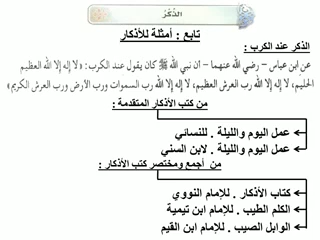 الذكر
تابع : أمثلة للأذكار
الذكر عند الكرب :
عن ابن عباس – رضي الله عنهما – ان نبي الله ﷺ كان يقول عند الكرب: «لا إله إلا الله العظيم
الحليم، لا إله إلا الله رب العرش العظيم، لا إله إلا الله رب السموات ورب الأرض ورب العرش الكريم»
من كتب الأذكار المتقدمة :
عمل اليوم والليلة . للنسائي
عمل اليوم والليلة . لابن السني
من أجمع ومختصر كتب الأذكار :
كتاب الأذكار . للإمام النووي
الكلم الطيب . للإمام ابن تيمية
الوابل الصيب . للإمام ابن القيم